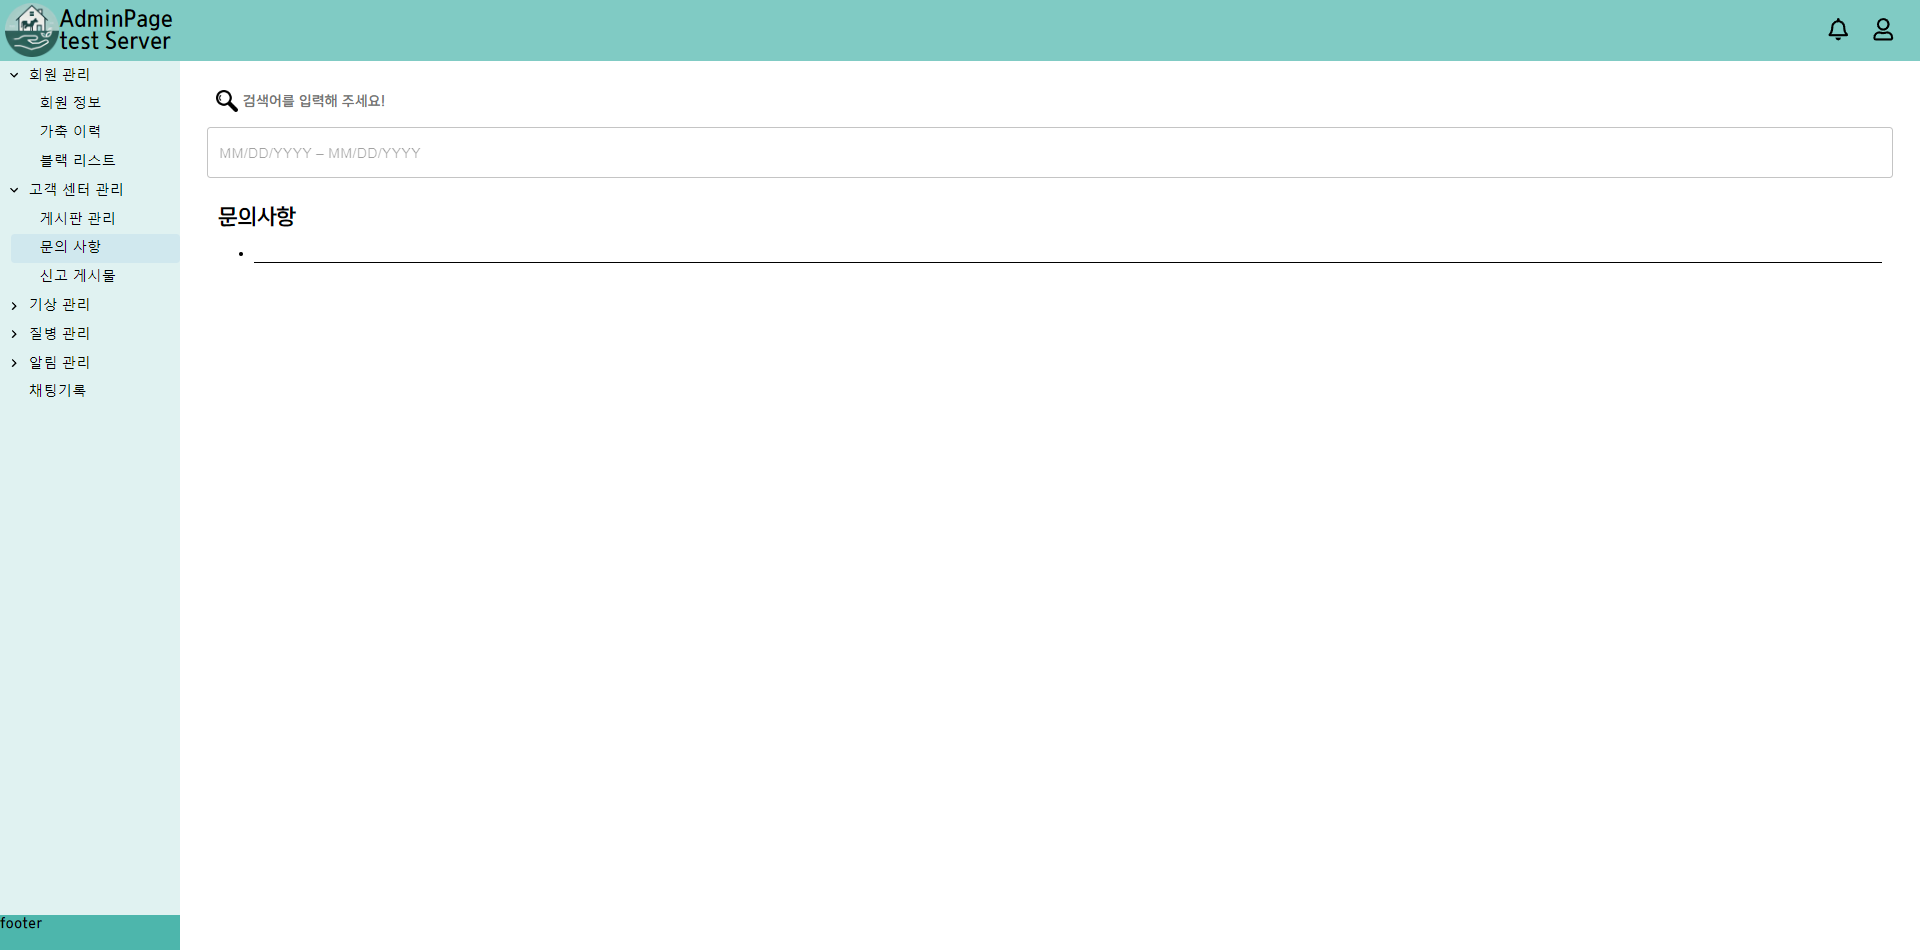 AdminPage
test Server
회원 관리
회원 정보
가축 이력
블랙 리스트
고객 센터 관리
게시판 관리
문의 사항
신고 게시물
기상 관리
질병 관리
알림 관리
채팅기록
footer
검색어를 입력해 주세요!
MM/DD/YYYY – MM/DD/YYYY
문의사항